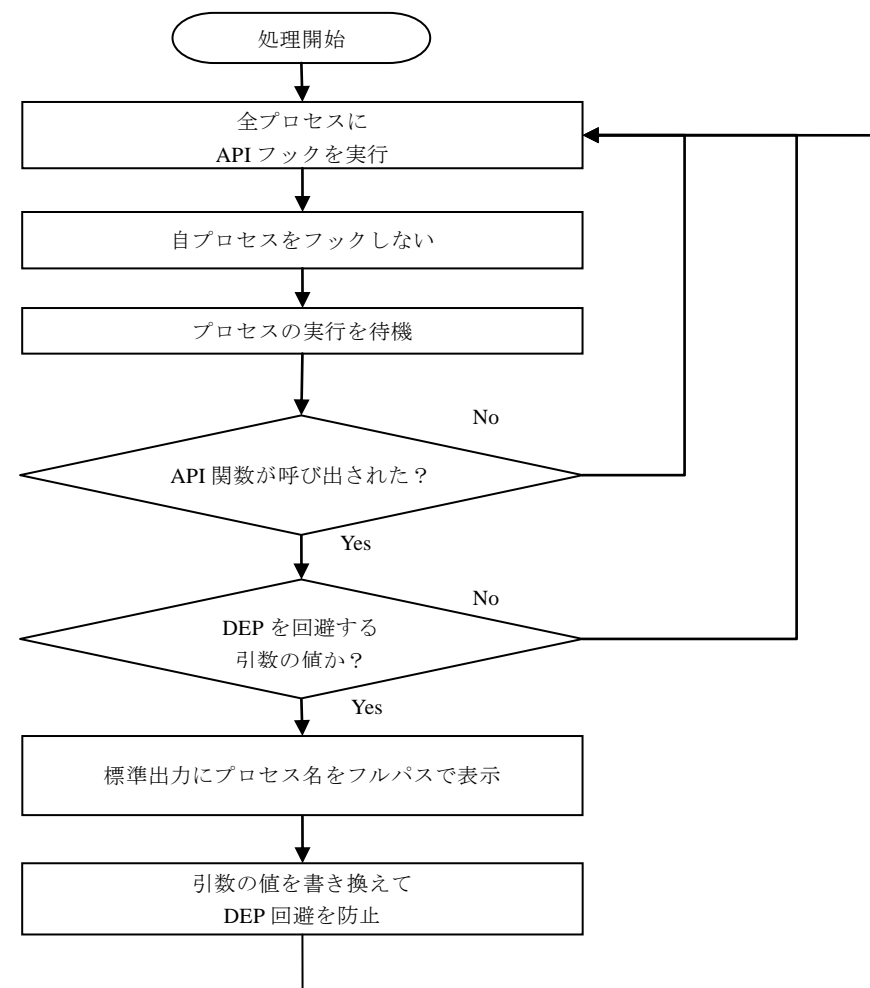 処理開始
全プロセスに
API フックを実行
自プロセスをフックしない
プロセスの実行を待機
No
API 関数が呼び出された？
Yes
No
DEP を回避する
引数の値か？
Yes
標準出力にプロセス名をフルパスで表示
引数の値を書き換えて
DEP 回避を防止